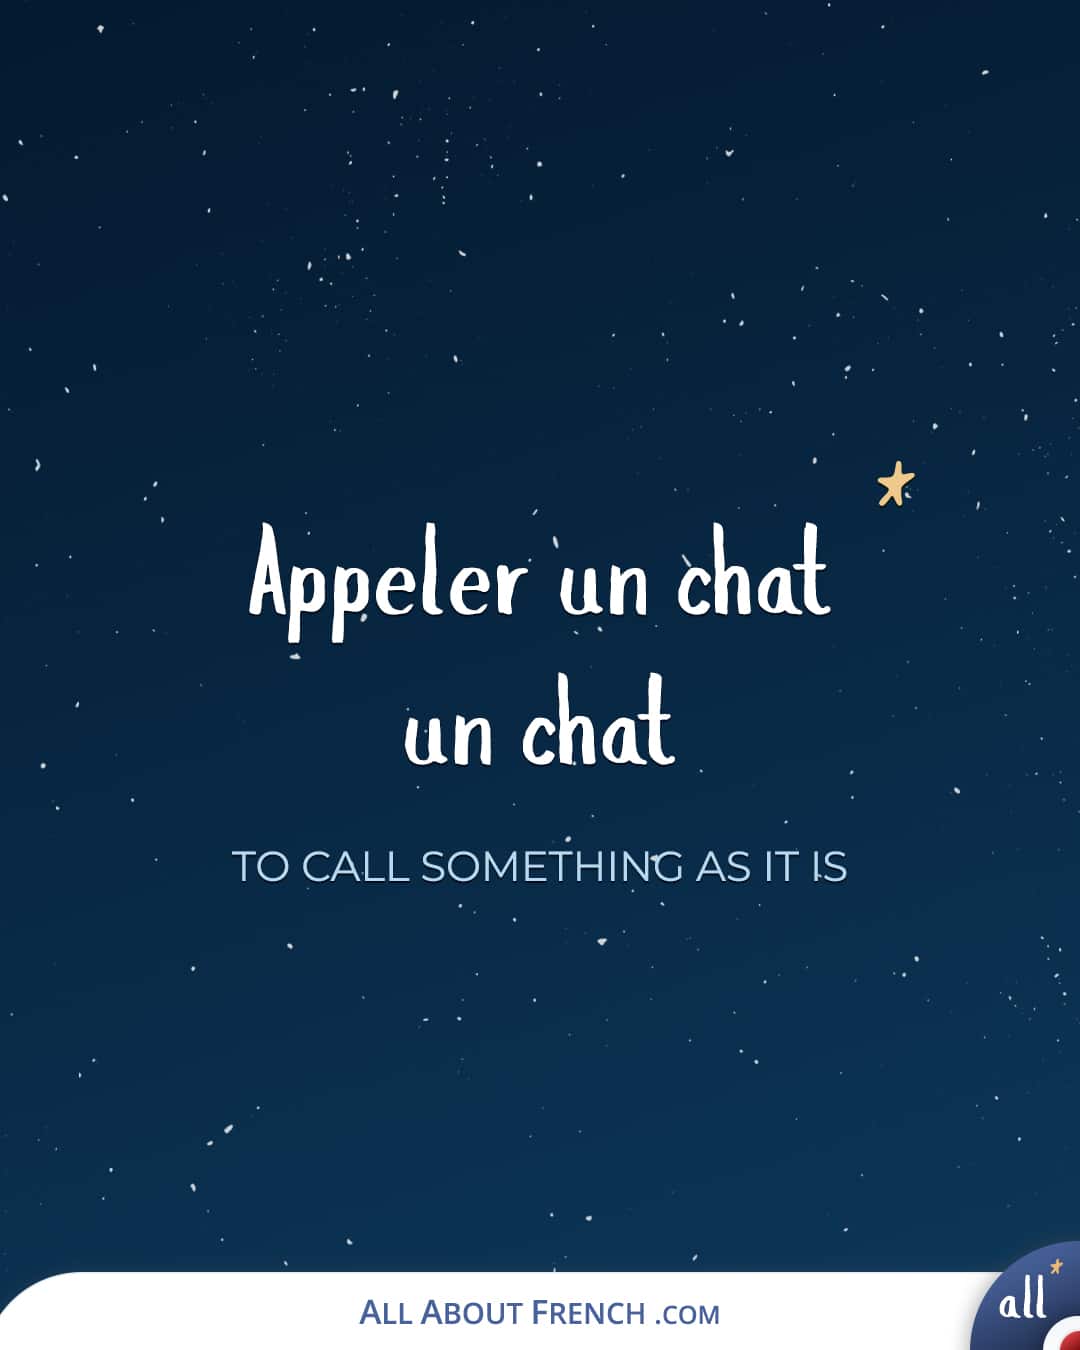 Appeler un chat
un chat
TO CALL SOMETHING AS IT IS
ALL ABOUT FRENCH .COM
all